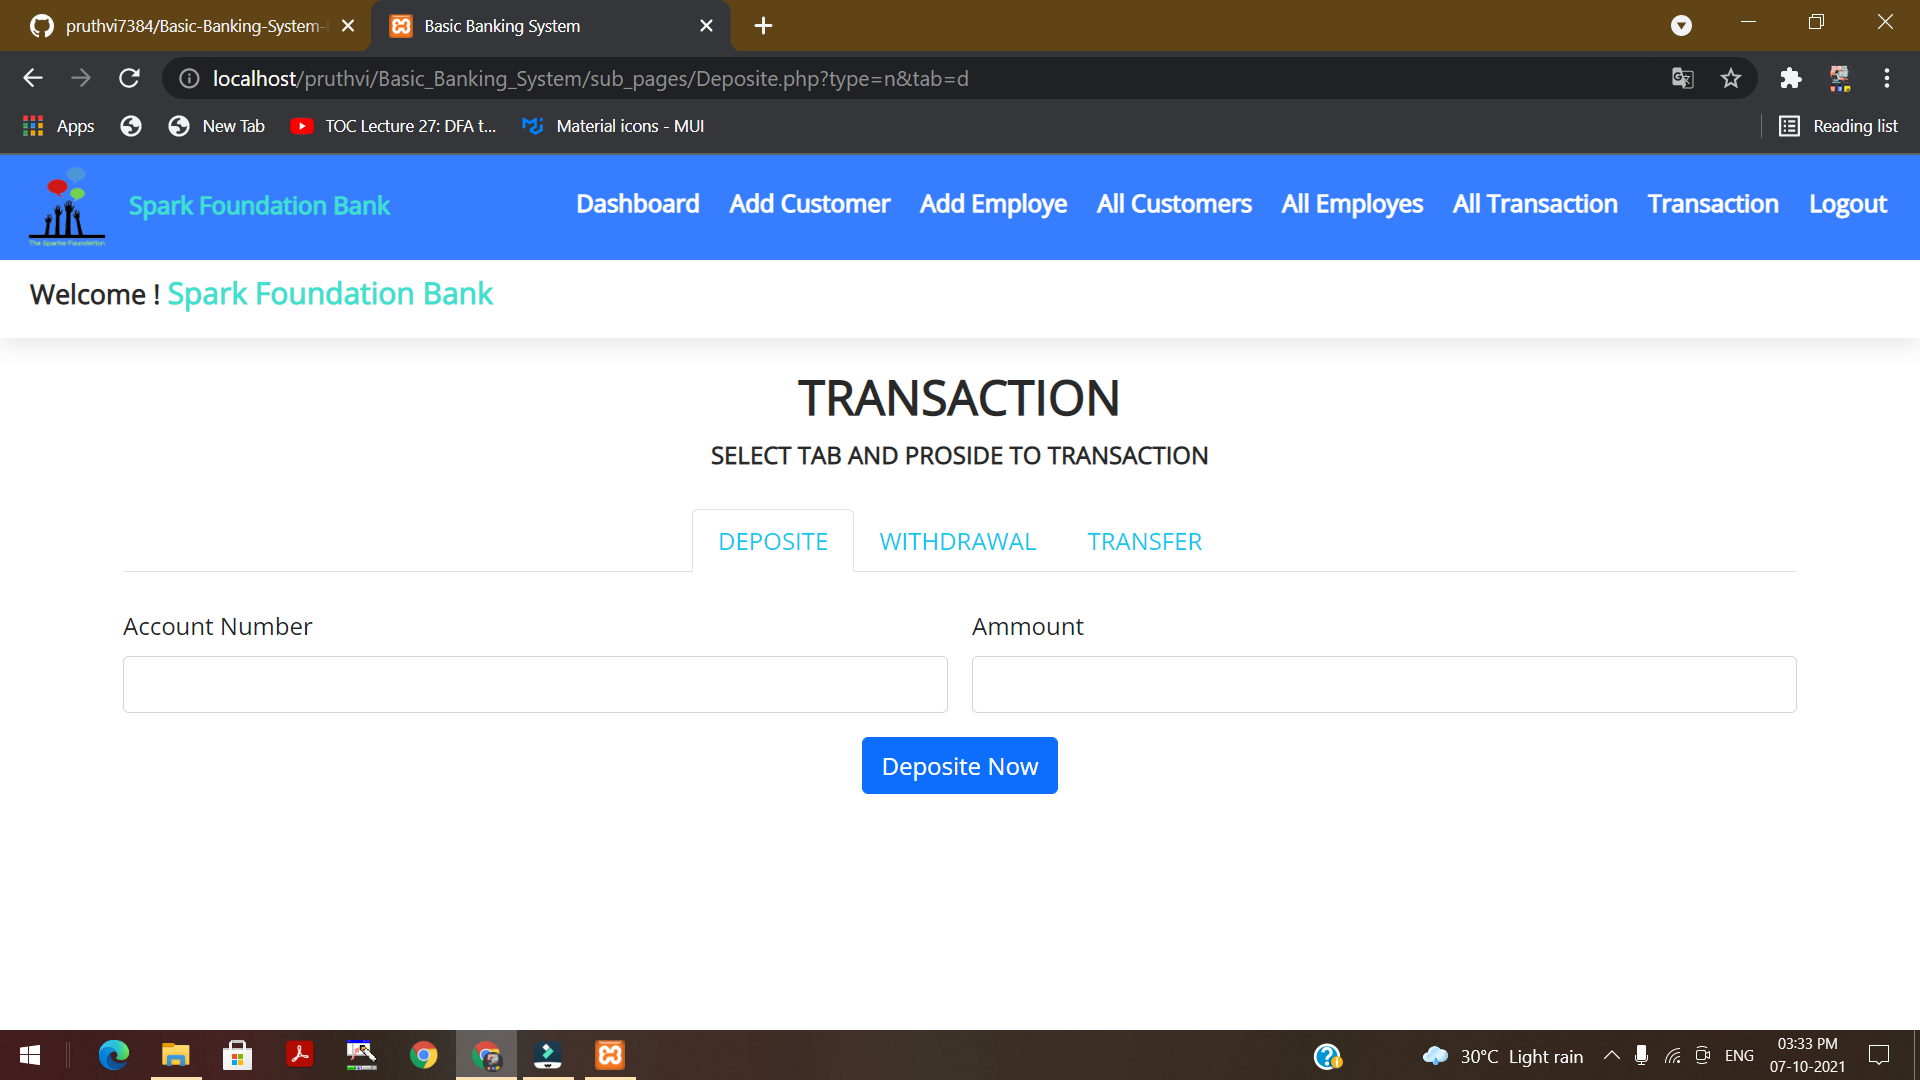 pruthvi7384/Basic-Banking-System-
Basic Banking System
localhost/pruthvi/Basic_Banking_System/sub_pages/Deposite.php?type=n&tab=d
Apps
New Tab
TOC Lecture 27: DFA t...
Material icons - MUI
Reading list
The Sparks Foundation
Spark Foundation Bank
Dashboard
Add Customer
Add Employe
All Customers
All Employes
All Transaction
Transaction
Logout
Welcome ! Spark Foundation Bank
TRANSACTION
SELECT TAB AND PROSIDE TO TRANSACTION
DEPOSITE
WITHDRAWAL
TRANSFER
Account Number
Ammount
Deposite Now
30°C Light rain
ENG
03:33 PM
07-10-2021